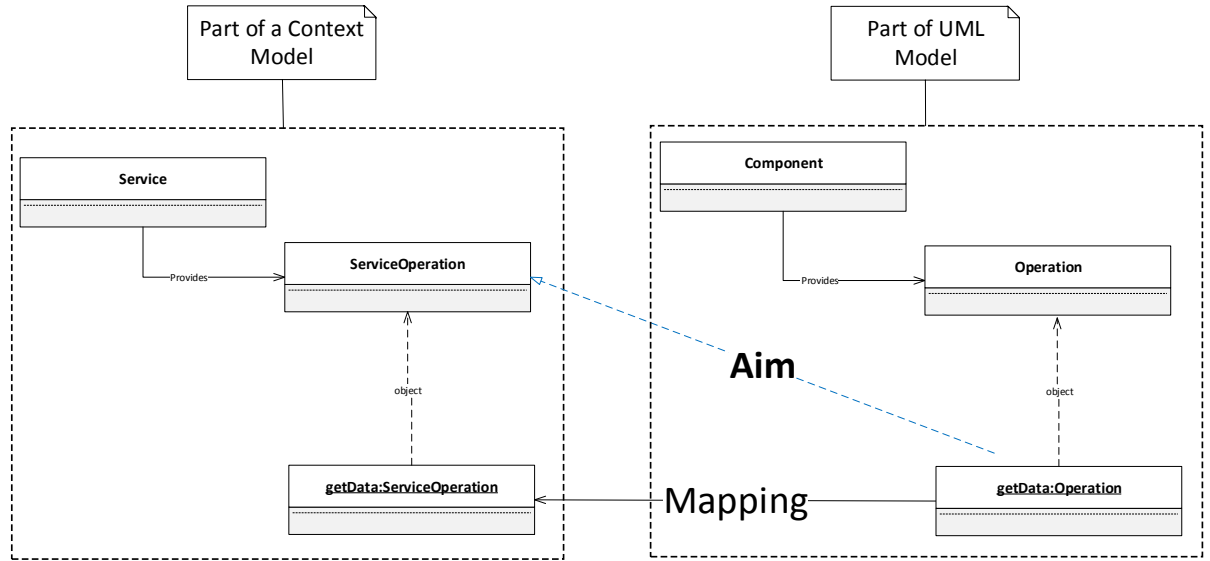 Part of a Context
Model
Part of UML
Model
Service
Provides
ServiceOperation
object
getData:ServiceOperation
Component
Provides
Operation
object
getData:Operation
Aim
Mapping